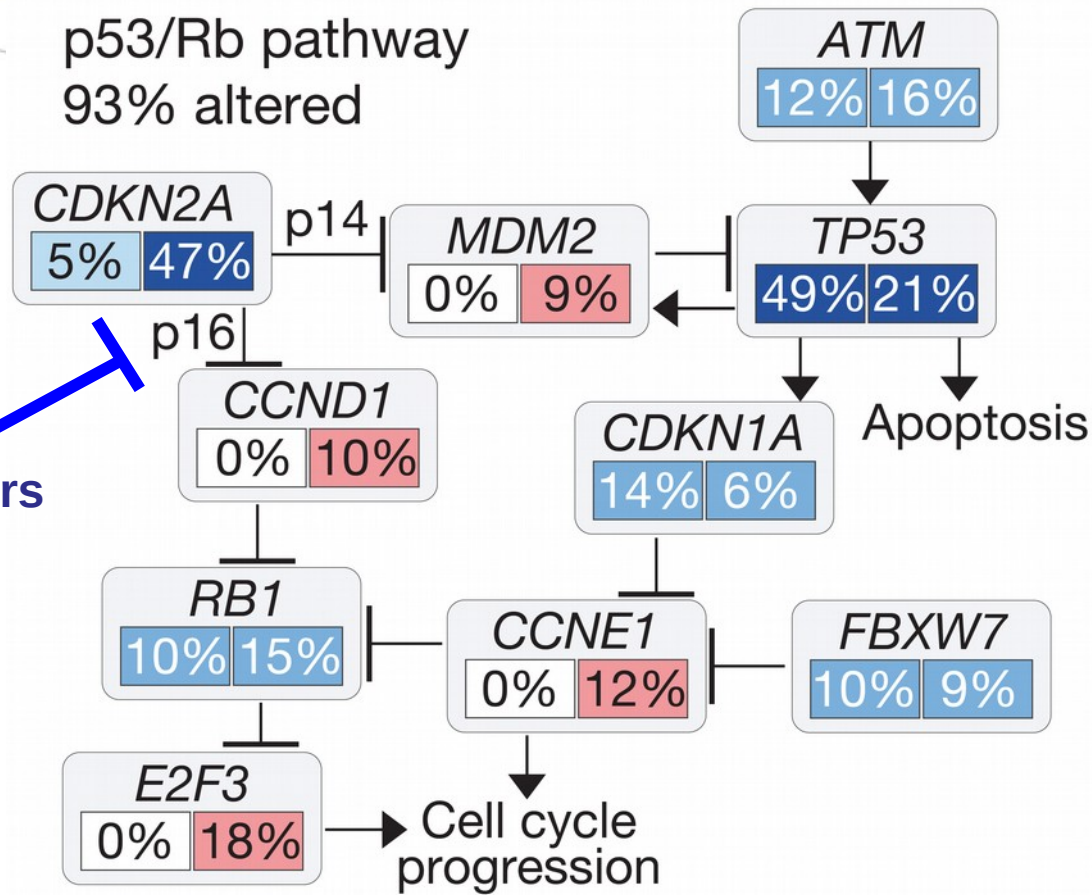 p53/Rb pathway
93% altered
ATM
12% 16%
CDKN2A
5% 47%
p14
MDM2
0% 9%
TP53
49% 21%
p16
CCND1
0% 10%
CDKN1A
14% 6%
Apoptosis
rs
RB1
10% 15%
CCNE1
0% 12%
FBXW7
10% 9%
E2F3
0% 18%
Cell cycle
progression